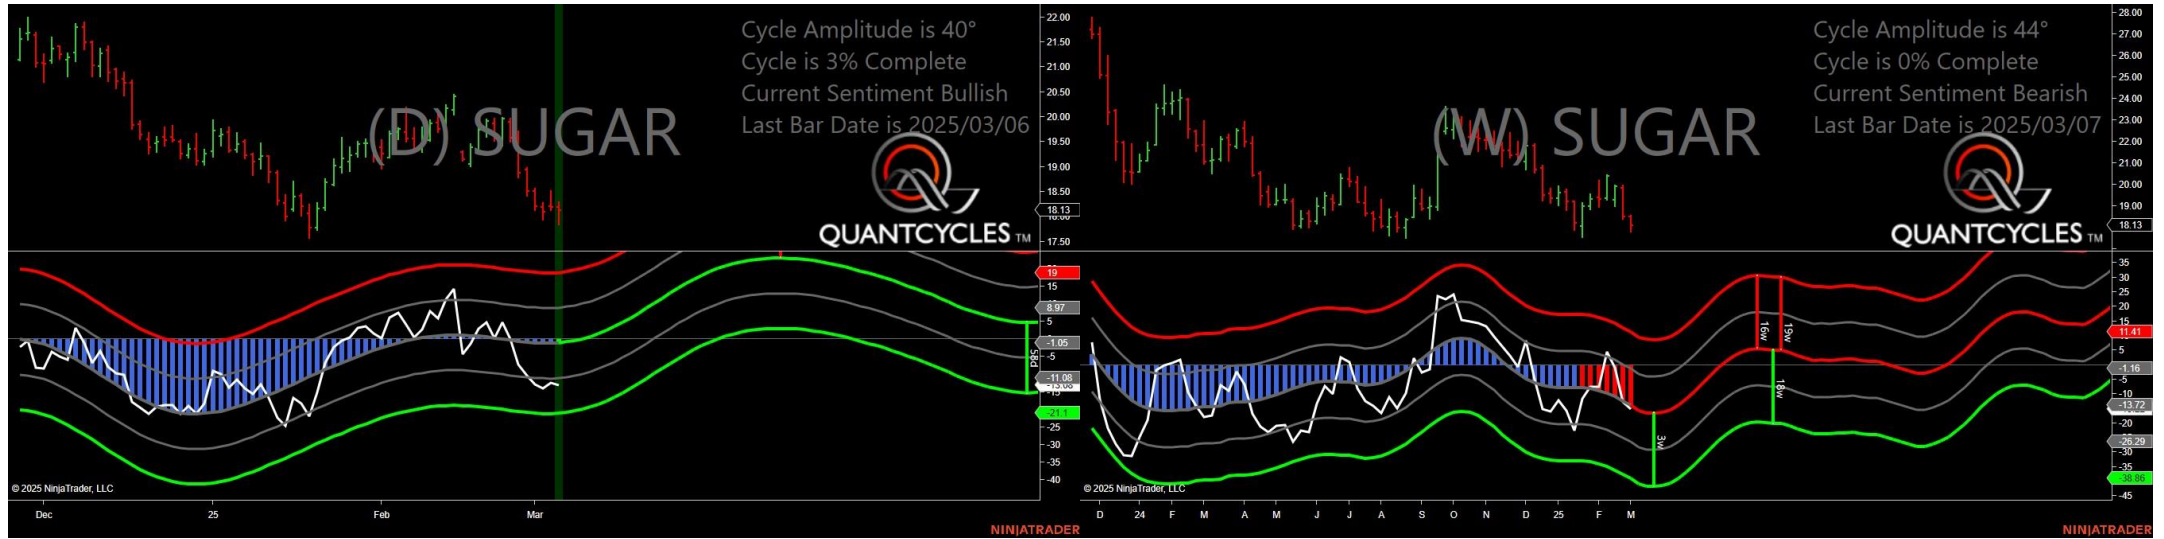 Cycle Amplitude is 40°
Cycle is 3% Complete
Current Sentiment Bullish
Last Bar Date is 2025/03/06
(D) SUGAR
QUANTCYCLES TM
22.00
21.50
21.00
20.50
20.00
19.50
19.00
18.50
18.13
17.50
19
15
8.97
5
-1.05
-5
-11.08
-21.1
-25
-30
-35
-40
58d
© 2025 NinjaTrader, LLC
Dec
25
Feb
Mar
NINJATRADER
Cycle Amplitude is 44°
Cycle is 0% Complete
Current Sentiment Bearish
Last Bar Date is 2025/03/07
(W) SUGAR
QUANTCYCLES TM
28.00
27.00
26.00
25.00
24.00
23.00
22.00
21.00
20.00
19.00
18.13
35
30
25
20
15
11.41
5
-1.16
-5
-10
-13.72
-20
-26.29
-30
-35
-38.86
-45
16w
19w
18w
3w
© 2025 NinjaTrader, LLC
D
24
F
M
A
M
J
J
A
S
O
N
D
25
F
M
NINJATRADER